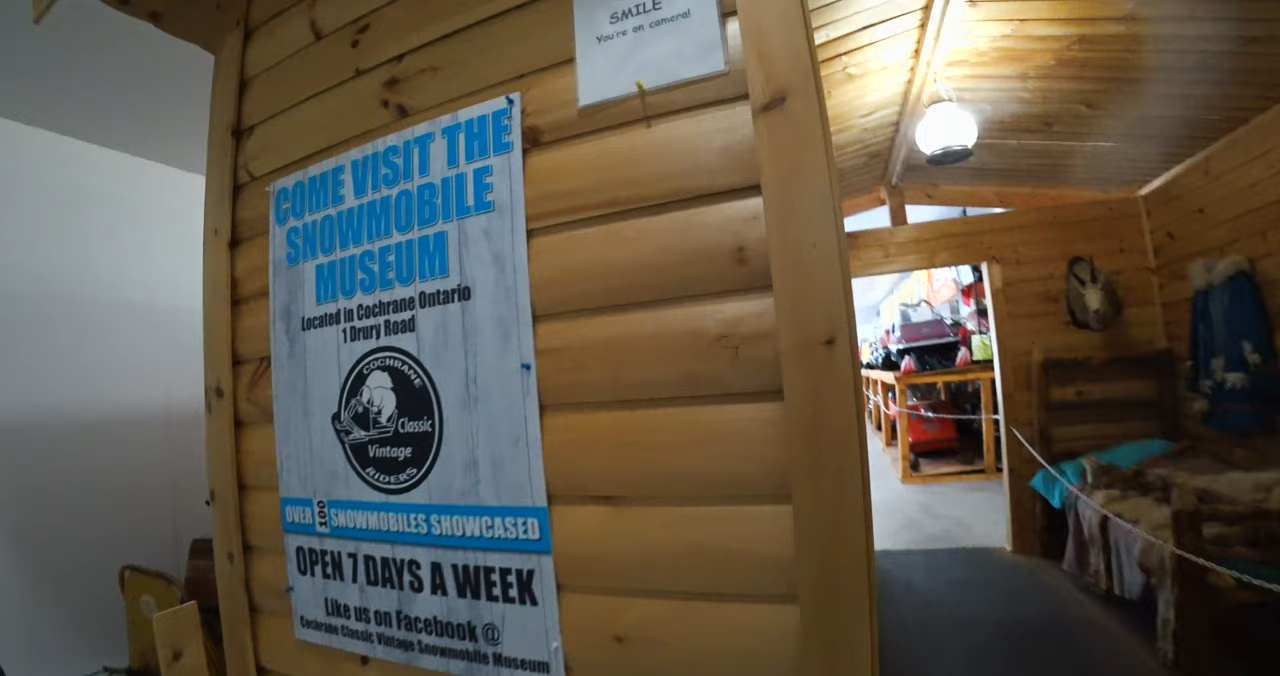 SMILE
You're on camera!
COME VISIT THE
SNOWMOBILE
MUSEUM
Located in Cochrane Ontario
1 Drury Road
COCHRANE
Classic
Vintage
RIDERS
OVER 100 SNOWMOBILES SHOWCASED
OPEN 7 DAYS A WEEK
Like us on Facebook @
Cochrane Classic Vintage Snowmobile Museum